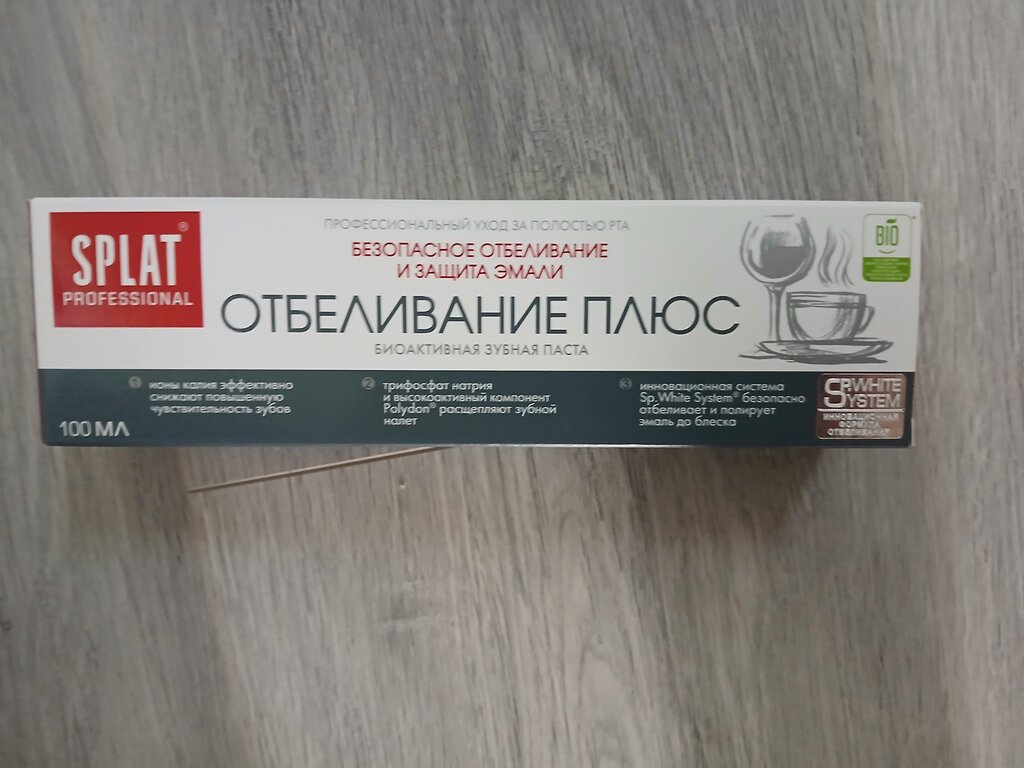 SPLAT®
PROFESSIONAL
ПРОФЕССИОНАЛЬНЫЙ УХОД ЗА ПОЛОСТЬЮ РТА
БЕЗОПАСНОЕ ОТБЕЛИВАНИЕ
И ЗАЩИТА ЭМАЛИ
ОТБЕЛИВАНИЕ ПЛЮС
БИОАКТИВНАЯ ЗУБНАЯ ПАСТА
BIO
1 ионы калия эффективно
снижают повышенную
чувствительность зубов
2 трифосфат натрия
и высокоактивный компонент
Polydon® расщепляют зубной
налет
3 инновационная система
Sp.White System® безопасно
отбеливает и полирует
эмаль до блеска
SP.WHITE
SYSTEM
ИННОВАЦИОННАЯ
ФОРМУЛА
ОТБЕЛИВАНИЯ
100 МЛ